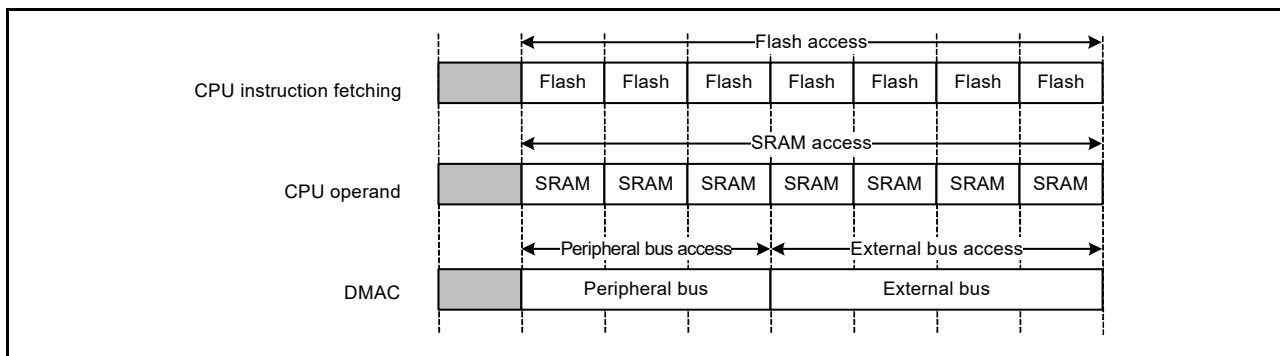 Flash access
CPU instruction fetching Flash Flash Flash Flash Flash Flash Flash
SRAM access
CPU operand SRAM SRAM SRAM SRAM SRAM SRAM SRAM
Peripheral bus access External bus access
DMAC Peripheral bus External bus